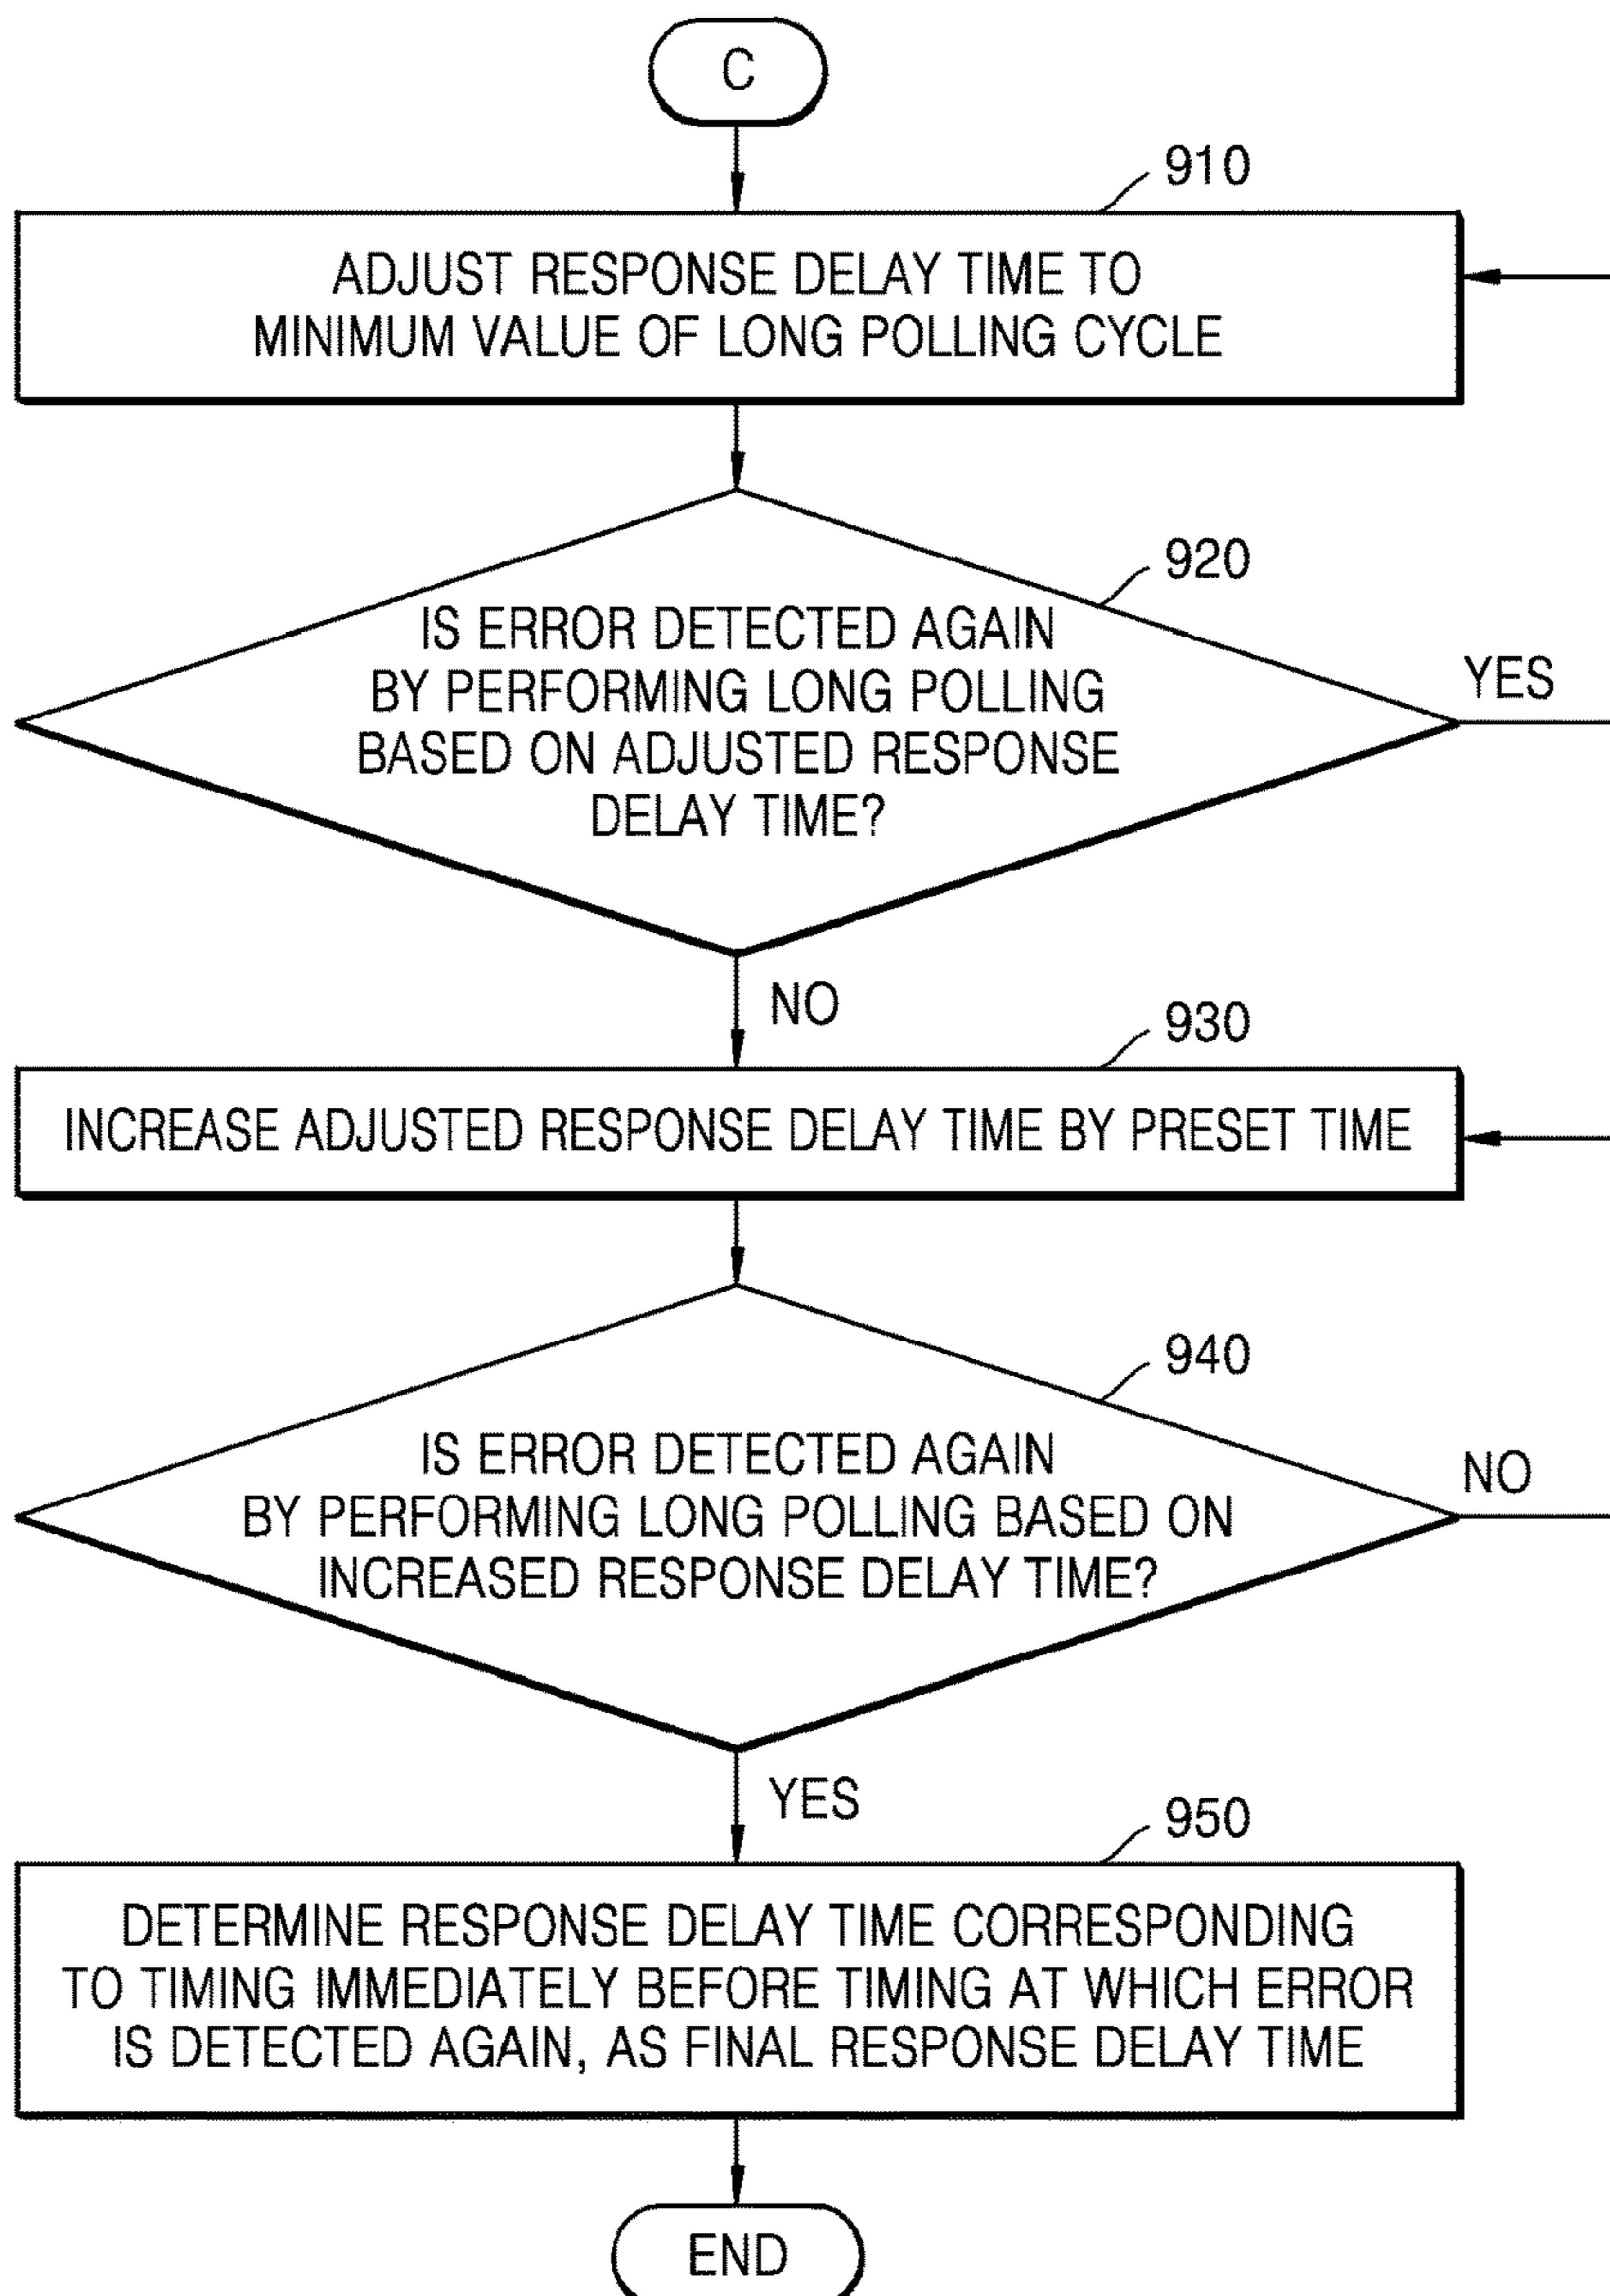 C
910
ADJUST RESPONSE DELAY TIME TO
MINIMUM VALUE OF LONG POLLING CYCLE
920
IS ERROR DETECTED AGAIN
BY PERFORMING LONG POLLING
BASED ON ADJUSTED RESPONSE
DELAY TIME?
YES
NO
930
INCREASE ADJUSTED RESPONSE DELAY TIME BY PRESET TIME
940
IS ERROR DETECTED AGAIN
BY PERFORMING LONG POLLING BASED ON
INCREASED RESPONSE DELAY TIME?
NO
YES
950
DETERMINE RESPONSE DELAY TIME CORRESPONDING
TO TIMING IMMEDIATELY BEFORE TIMING AT WHICH ERROR
IS DETECTED AGAIN, AS FINAL RESPONSE DELAY TIME
END